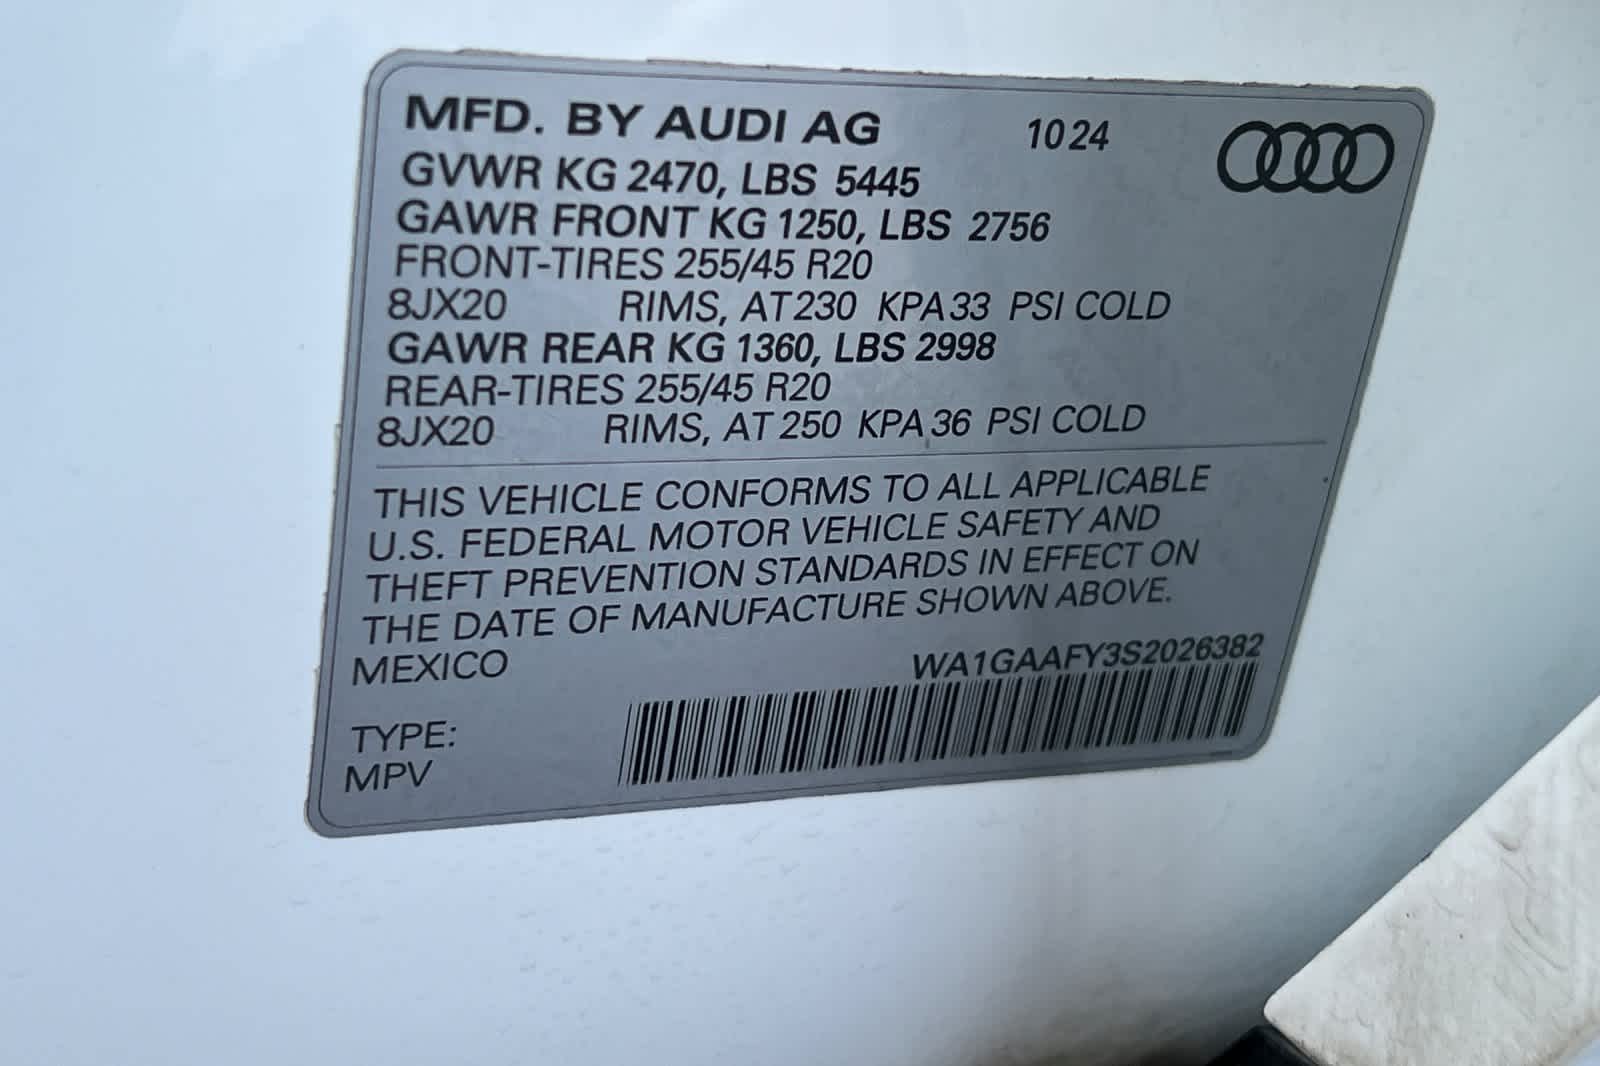 MFD. BY AUDI AG 10 24
GVWR KG 2470, LBS 5445
GAWR FRONT KG 1250, LBS 2756
FRONT-TIRES 255/45 R20
8JX20 RIMS, AT 230 KPA 33 PSI COLD
GAWR REAR KG 1360, LBS 2998
REAR-TIRES 255/45 R20
8JX20 RIMS, AT 250 KPA 36 PSI COLD
THIS VEHICLE CONFORMS TO ALL APPLICABLE
U.S. FEDERAL MOTOR VEHICLE SAFETY AND
THEFT PREVENTION STANDARDS IN EFFECT ON
THE DATE OF MANUFACTURE SHOWN ABOVE.
MEXICO WA1GAAFY3S2026382
TYPE:
MPV